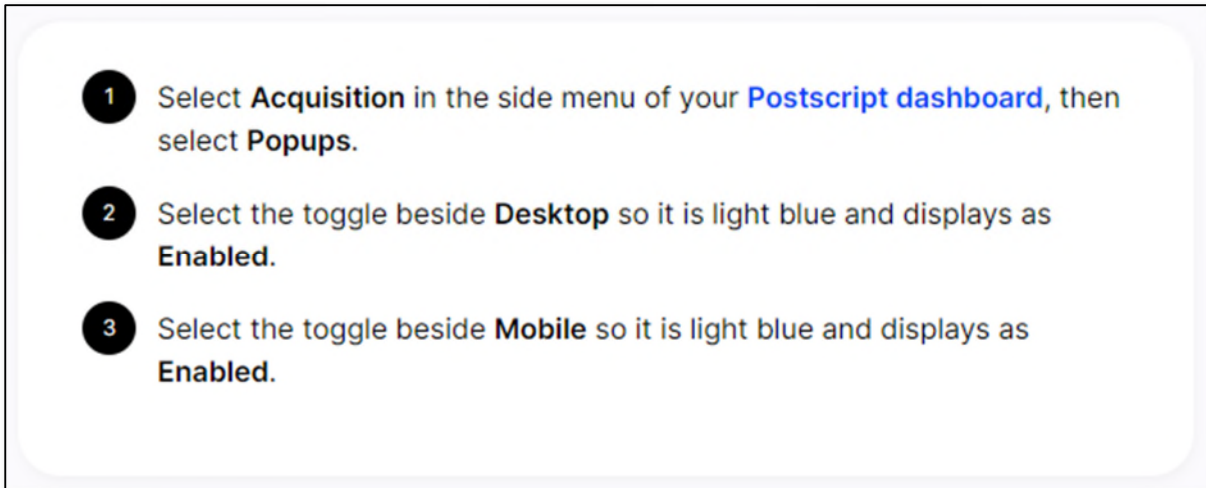 1 Select Acquisition in the side menu of your Postscript dashboard, then
select Popups.
2 Select the toggle beside Desktop so it is light blue and displays as
Enabled.
3 Select the toggle beside Mobile so it is light blue and displays as
Enabled.